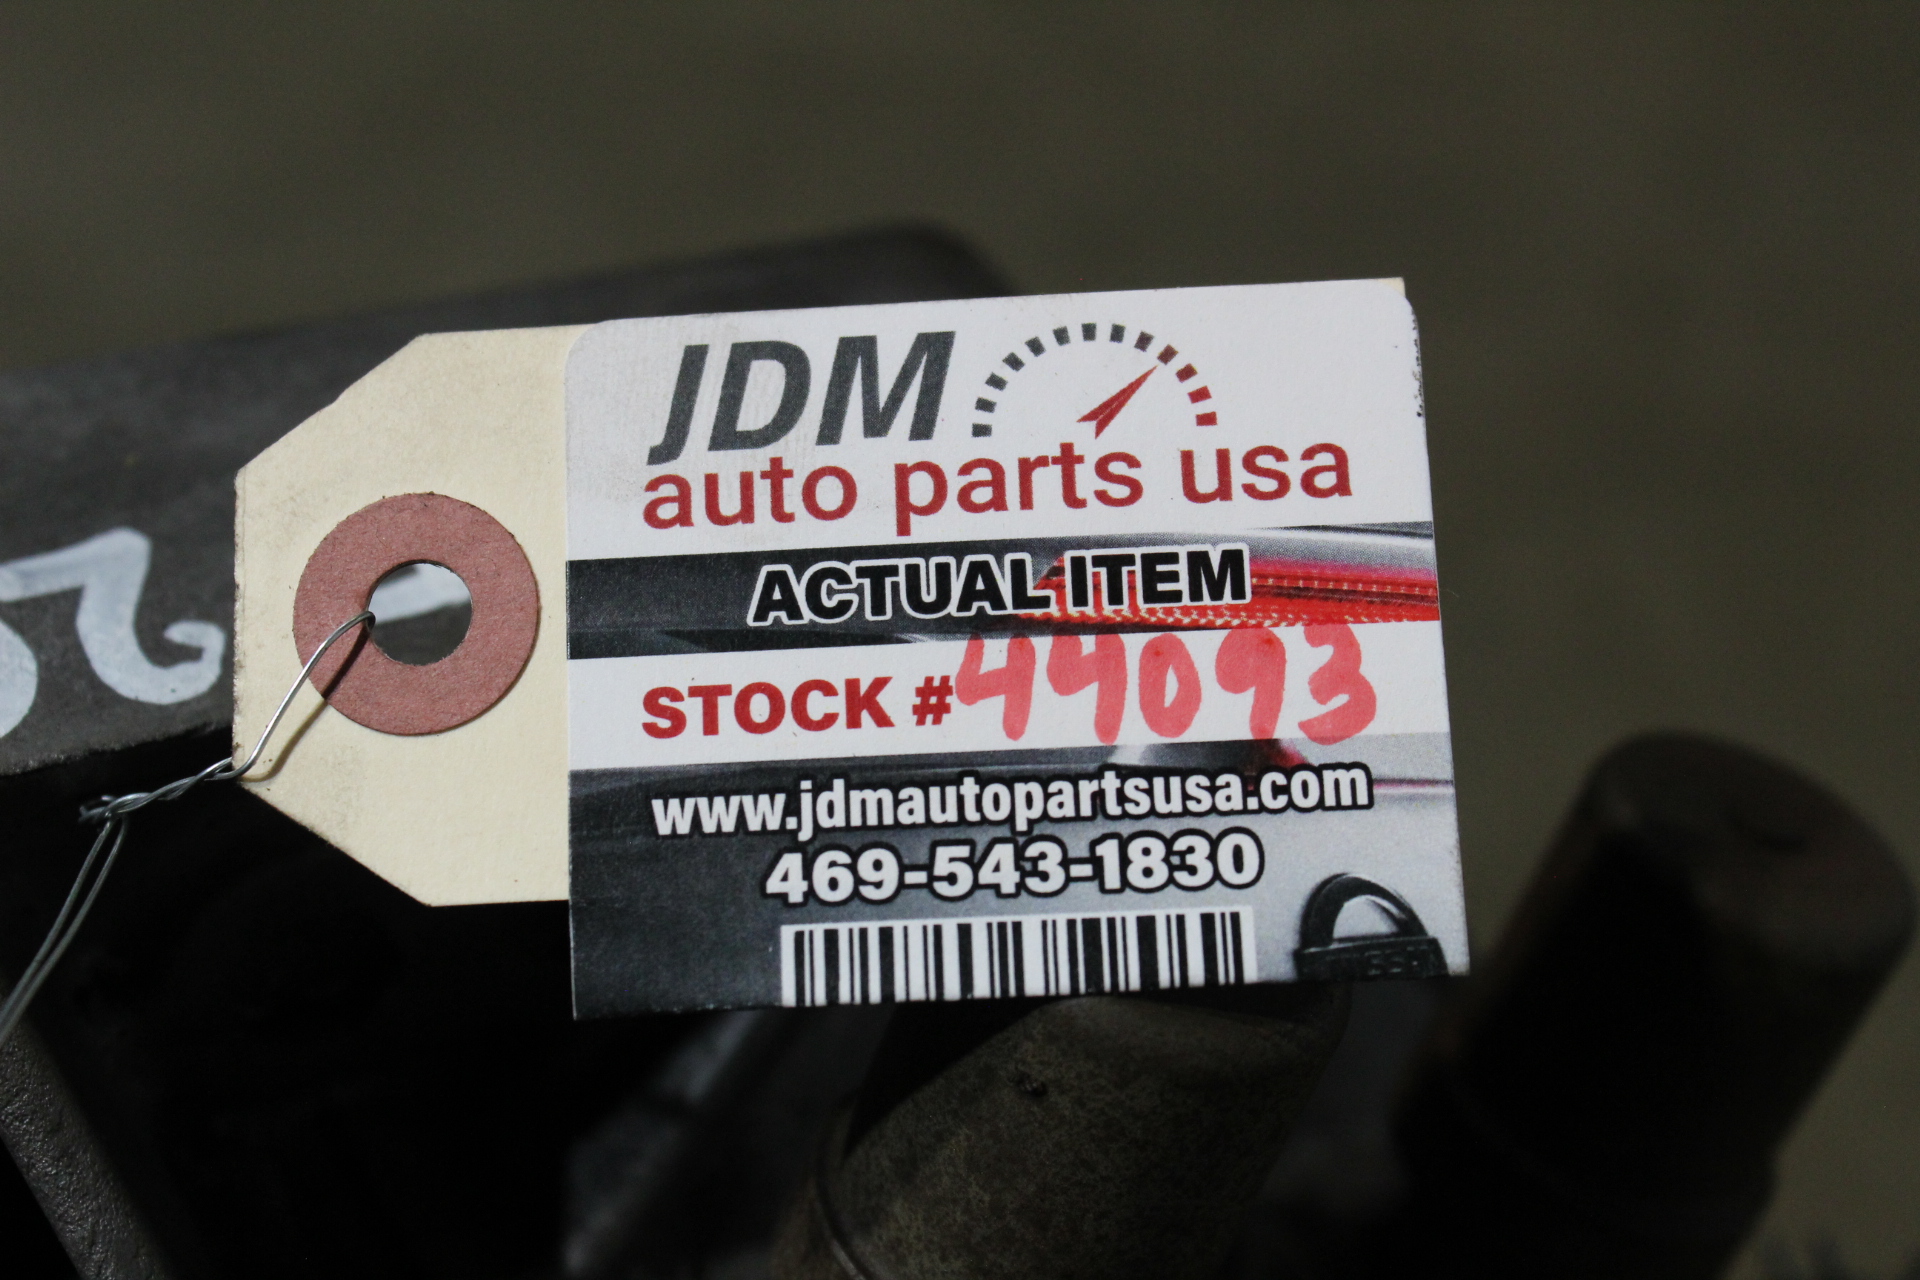 JDM
auto parts usa
ACTUAL ITEM
STOCK #44093
www.jdmautopartsusa.com
469-543-1830